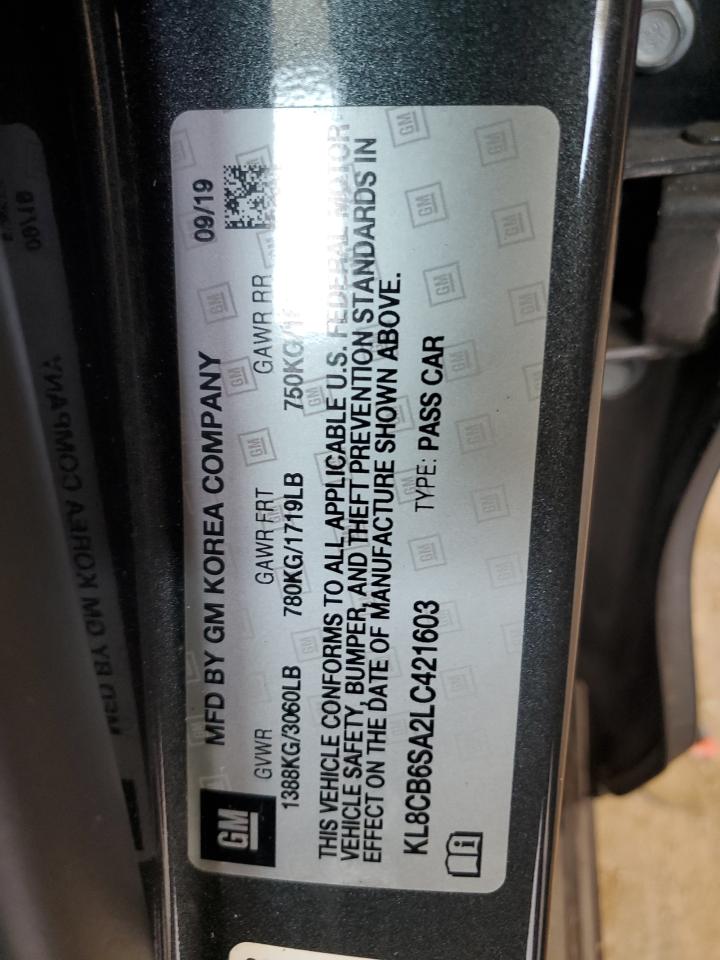 GM
MFD BY GM KOREA COMPANY 09/19
GVWR GAWR FRT GAWR RR
1388KG/3060LB 780KG/1719LB 750KG/
THIS VEHICLE CONFORMS TO ALL APPLICABLE U.S. FEDERAL MOTOR
VEHICLE SAFETY, BUMPER, AND THEFT PREVENTION STANDARDS IN
EFFECT ON THE DATE OF MANUFACTURE SHOWN ABOVE.
KL8CB6SA2LC421603 TYPE: PASS CAR